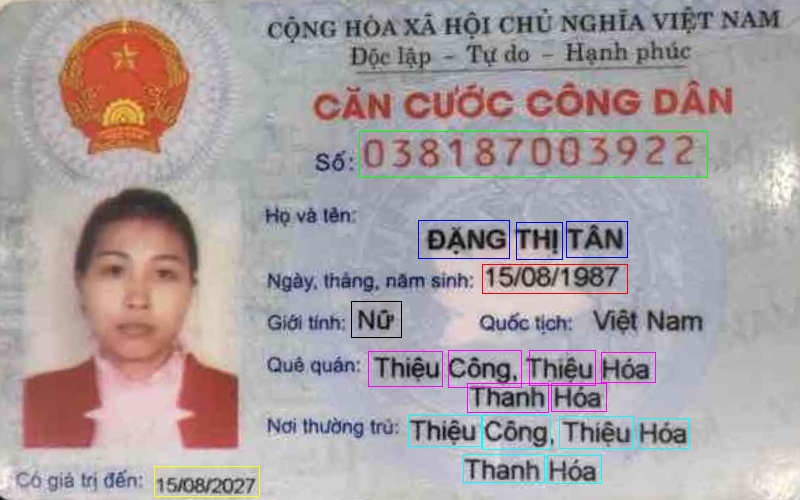 CỘNG HÒA XÃ HỘI CHỦ NGHĨA VIỆT NAM
Độc lập - Tự do - Hạnh phúc
CĂN CƯỚC CÔNG DÂN
Số: 038187003922
Họ và tên:
ĐẶNG THỊ TÂN
Ngày, tháng, năm sinh: 15/08/1987
Giới tính: Nữ Quốc tịch: Việt Nam
Quê quán: Thiệu Công, Thiệu Hóa
Thanh Hóa
Nơi thường trú: Thiệu Công, Thiệu Hóa
Thanh Hóa
Có giá trị đến: 15/08/2027